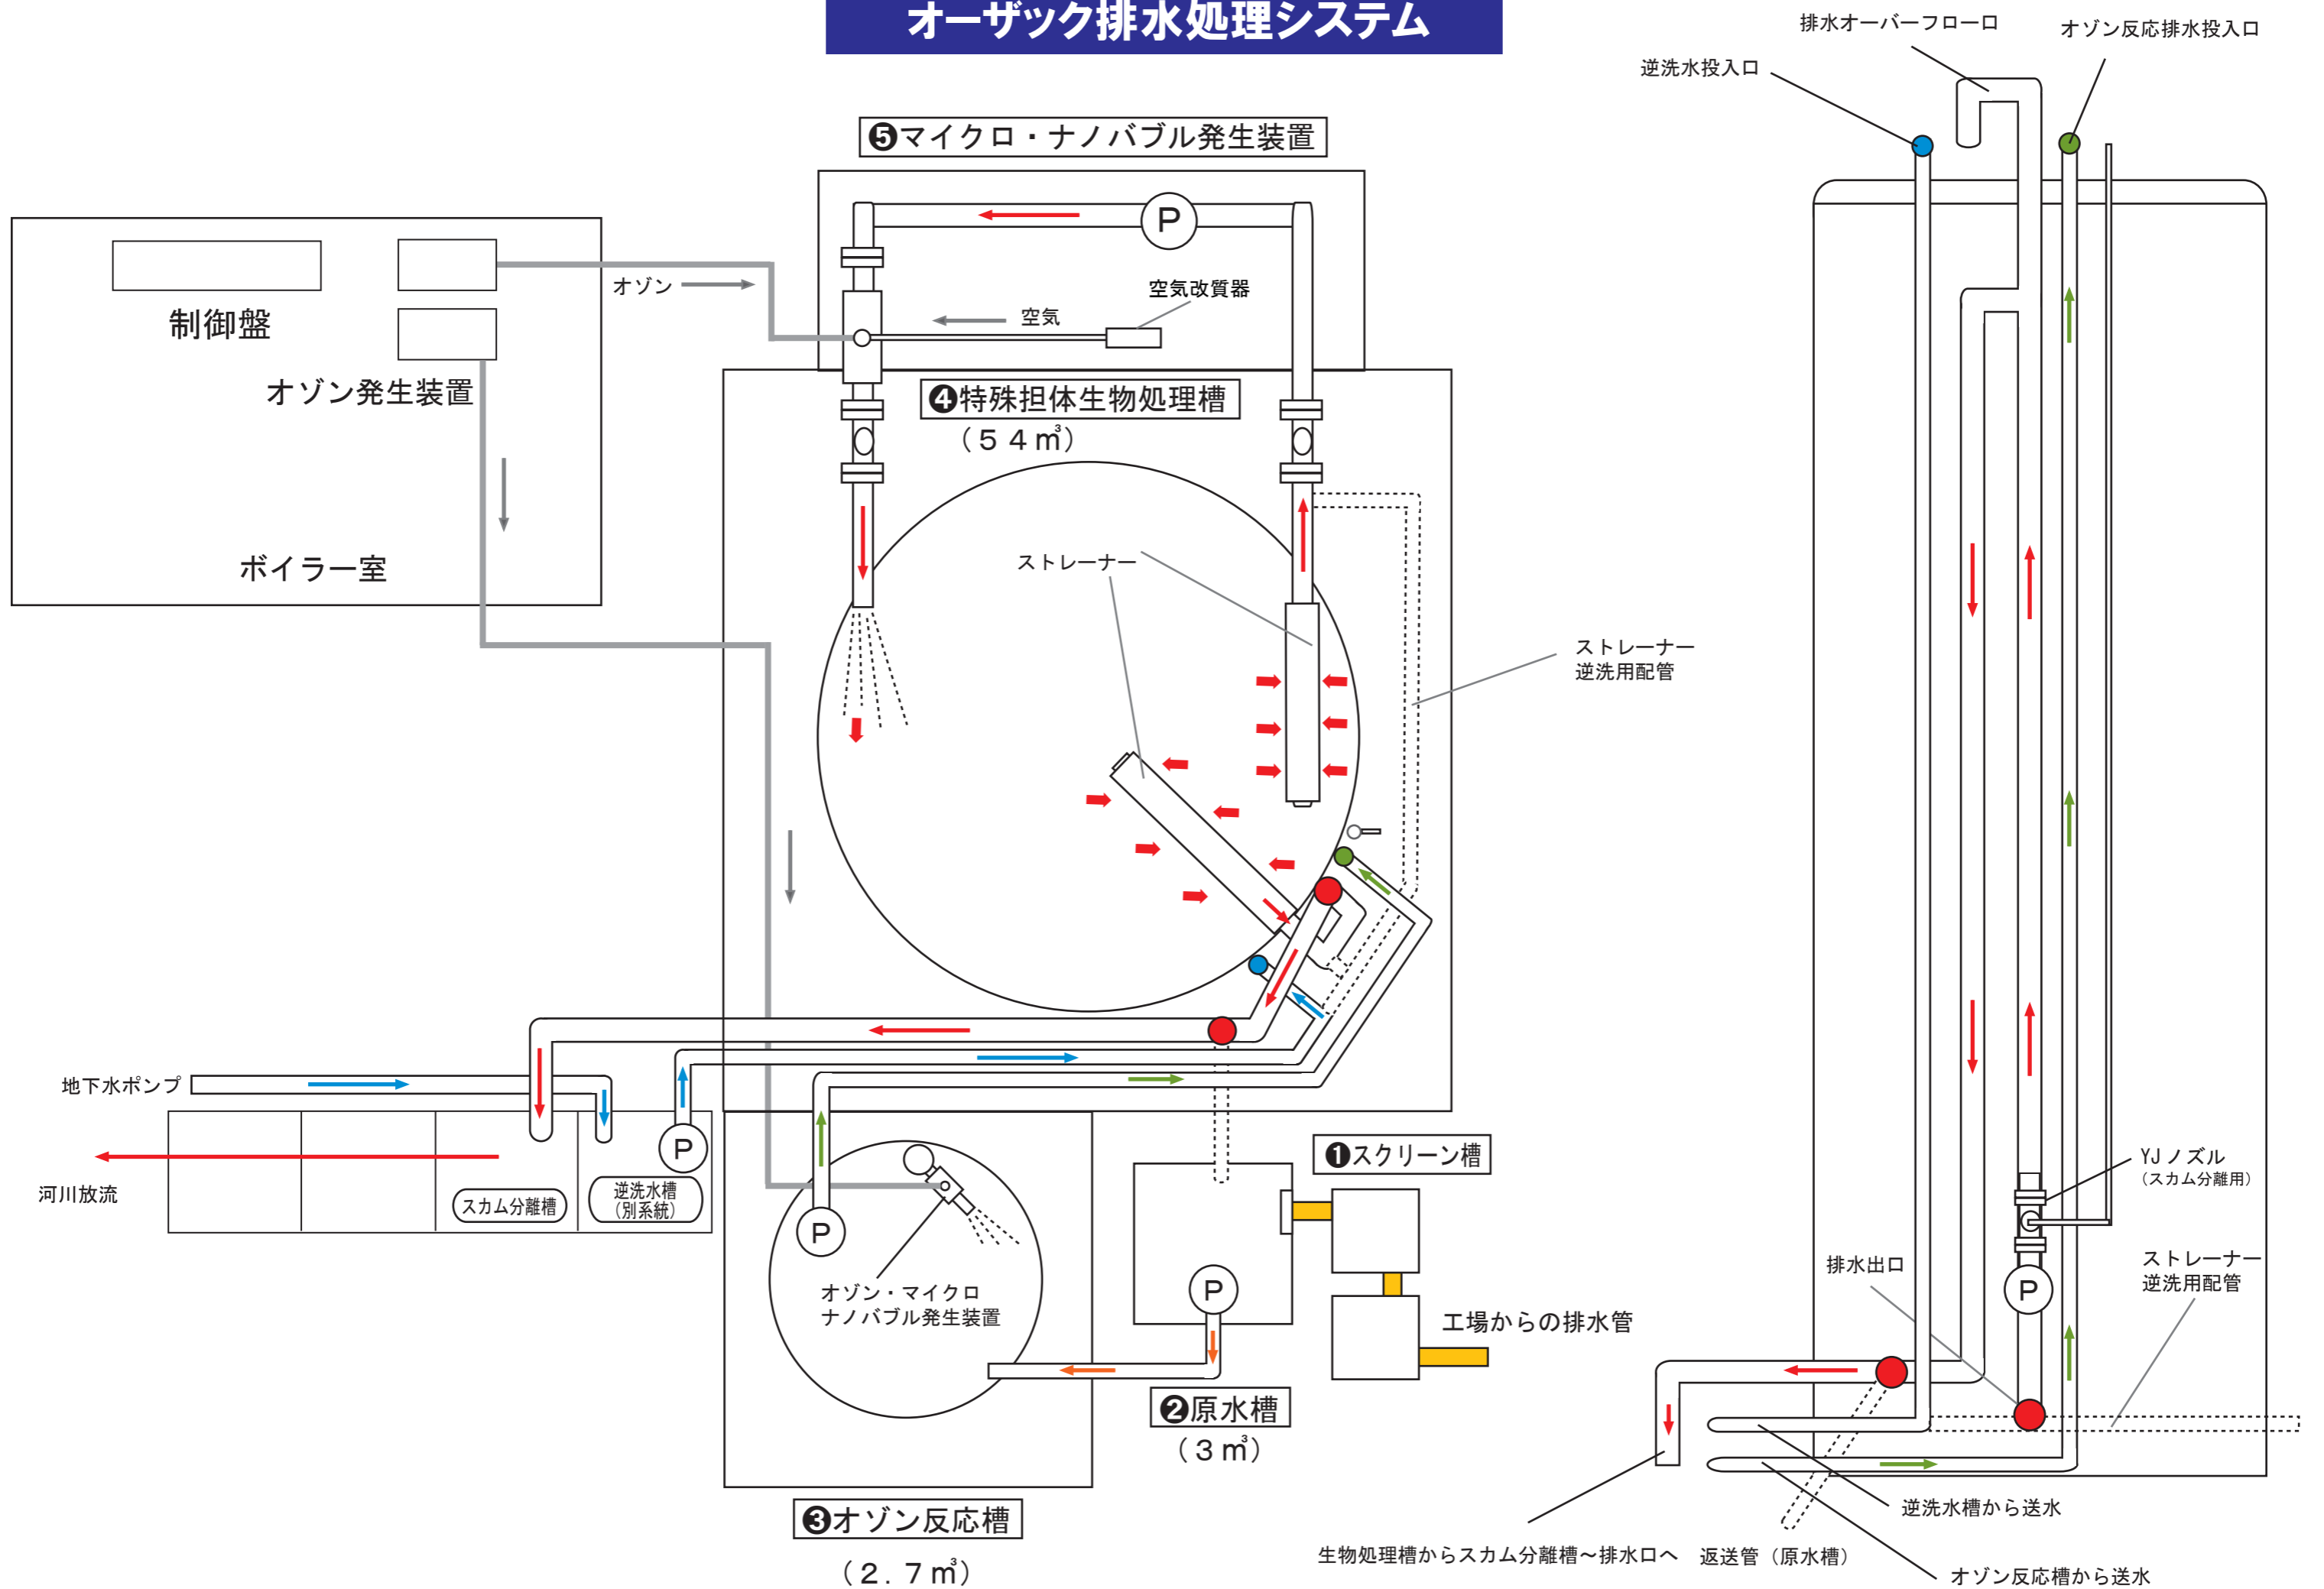 オーザック排水処理システム
排水オーバーフロー口
オゾン反応排水投入口
逆洗水投入口
❺マイクロ・ナノバブル発生装置
P
オゾン
空気改質器
空気
制御盤
オゾン発生装置
❹特殊担体生物処理槽
（５４㎥）
ボイラー室
ストレーナー
ストレーナー
逆洗用配管
地下水ポンプ
P
河川放流
スカム分離槽
逆洗水槽
（別系統）
P
オゾン・マイクロ
ナノバブル発生装置
❶スクリーン槽
P
工場からの排水管
❷原水槽
（３㎥）
❸オゾン反応槽
（２．７㎥）
YJノズル
（スカム分離用）
排水出口
P
ストレーナー
逆洗用配管
逆洗水槽から送水
生物処理槽からスカム分離槽～排水口へ
返送管（原水槽）
オゾン反応槽から送水